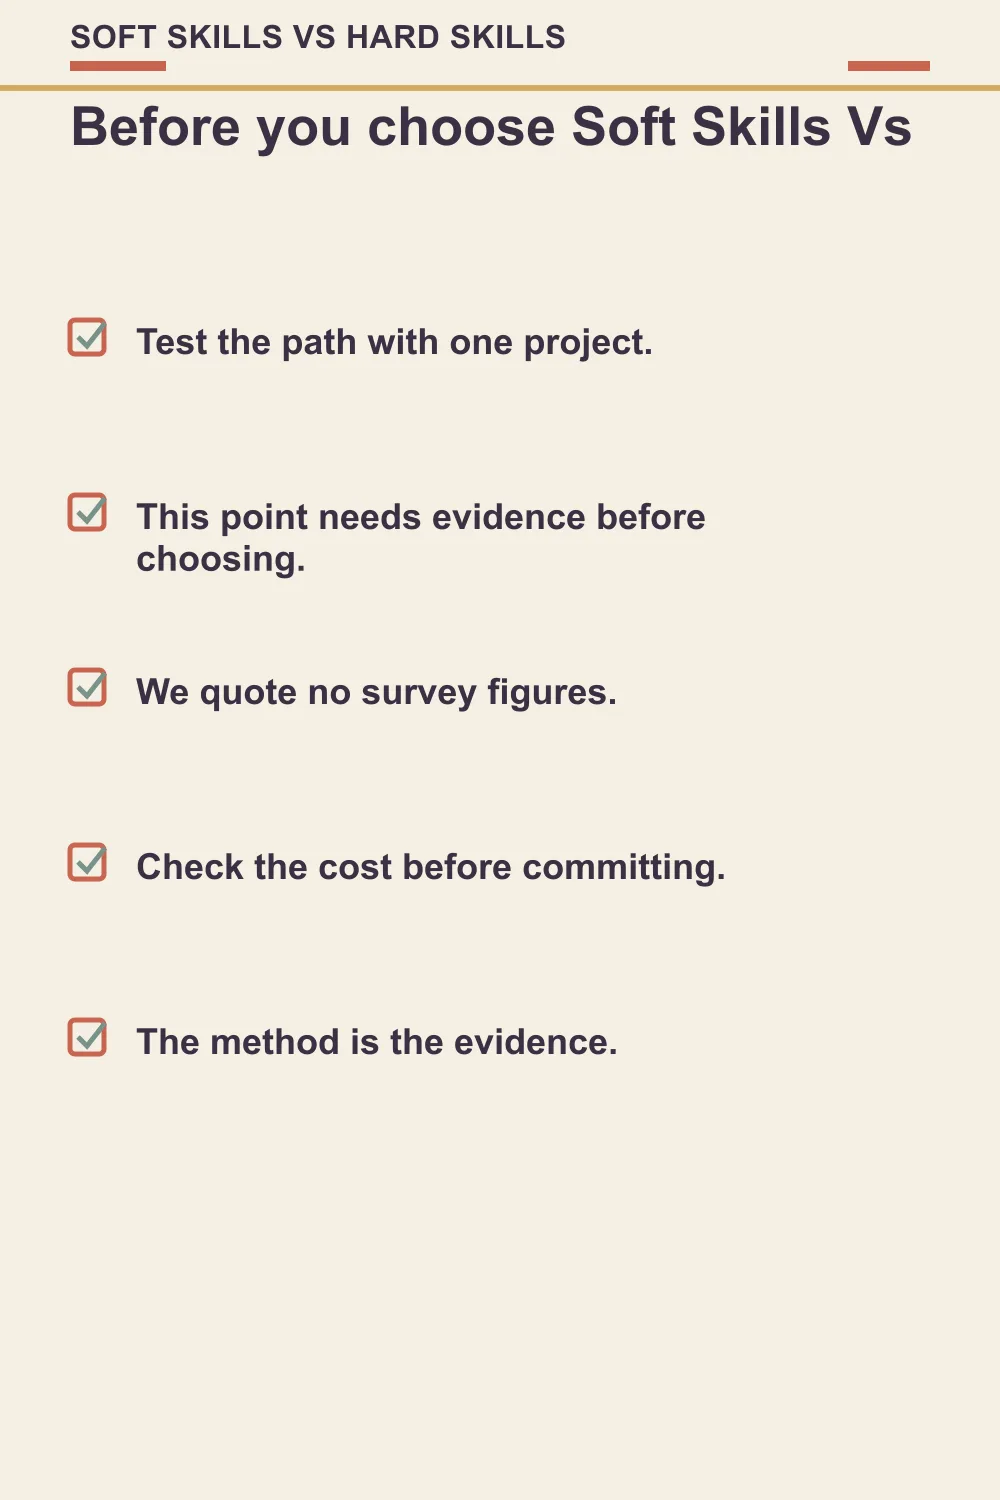 SOFT SKILLS VS HARD SKILLS
Before you choose Soft Skills Vs
Test the path with one project.
This point needs evidence before
choosing.
We quote no survey figures.
Check the cost before committing.
The method is the evidence.